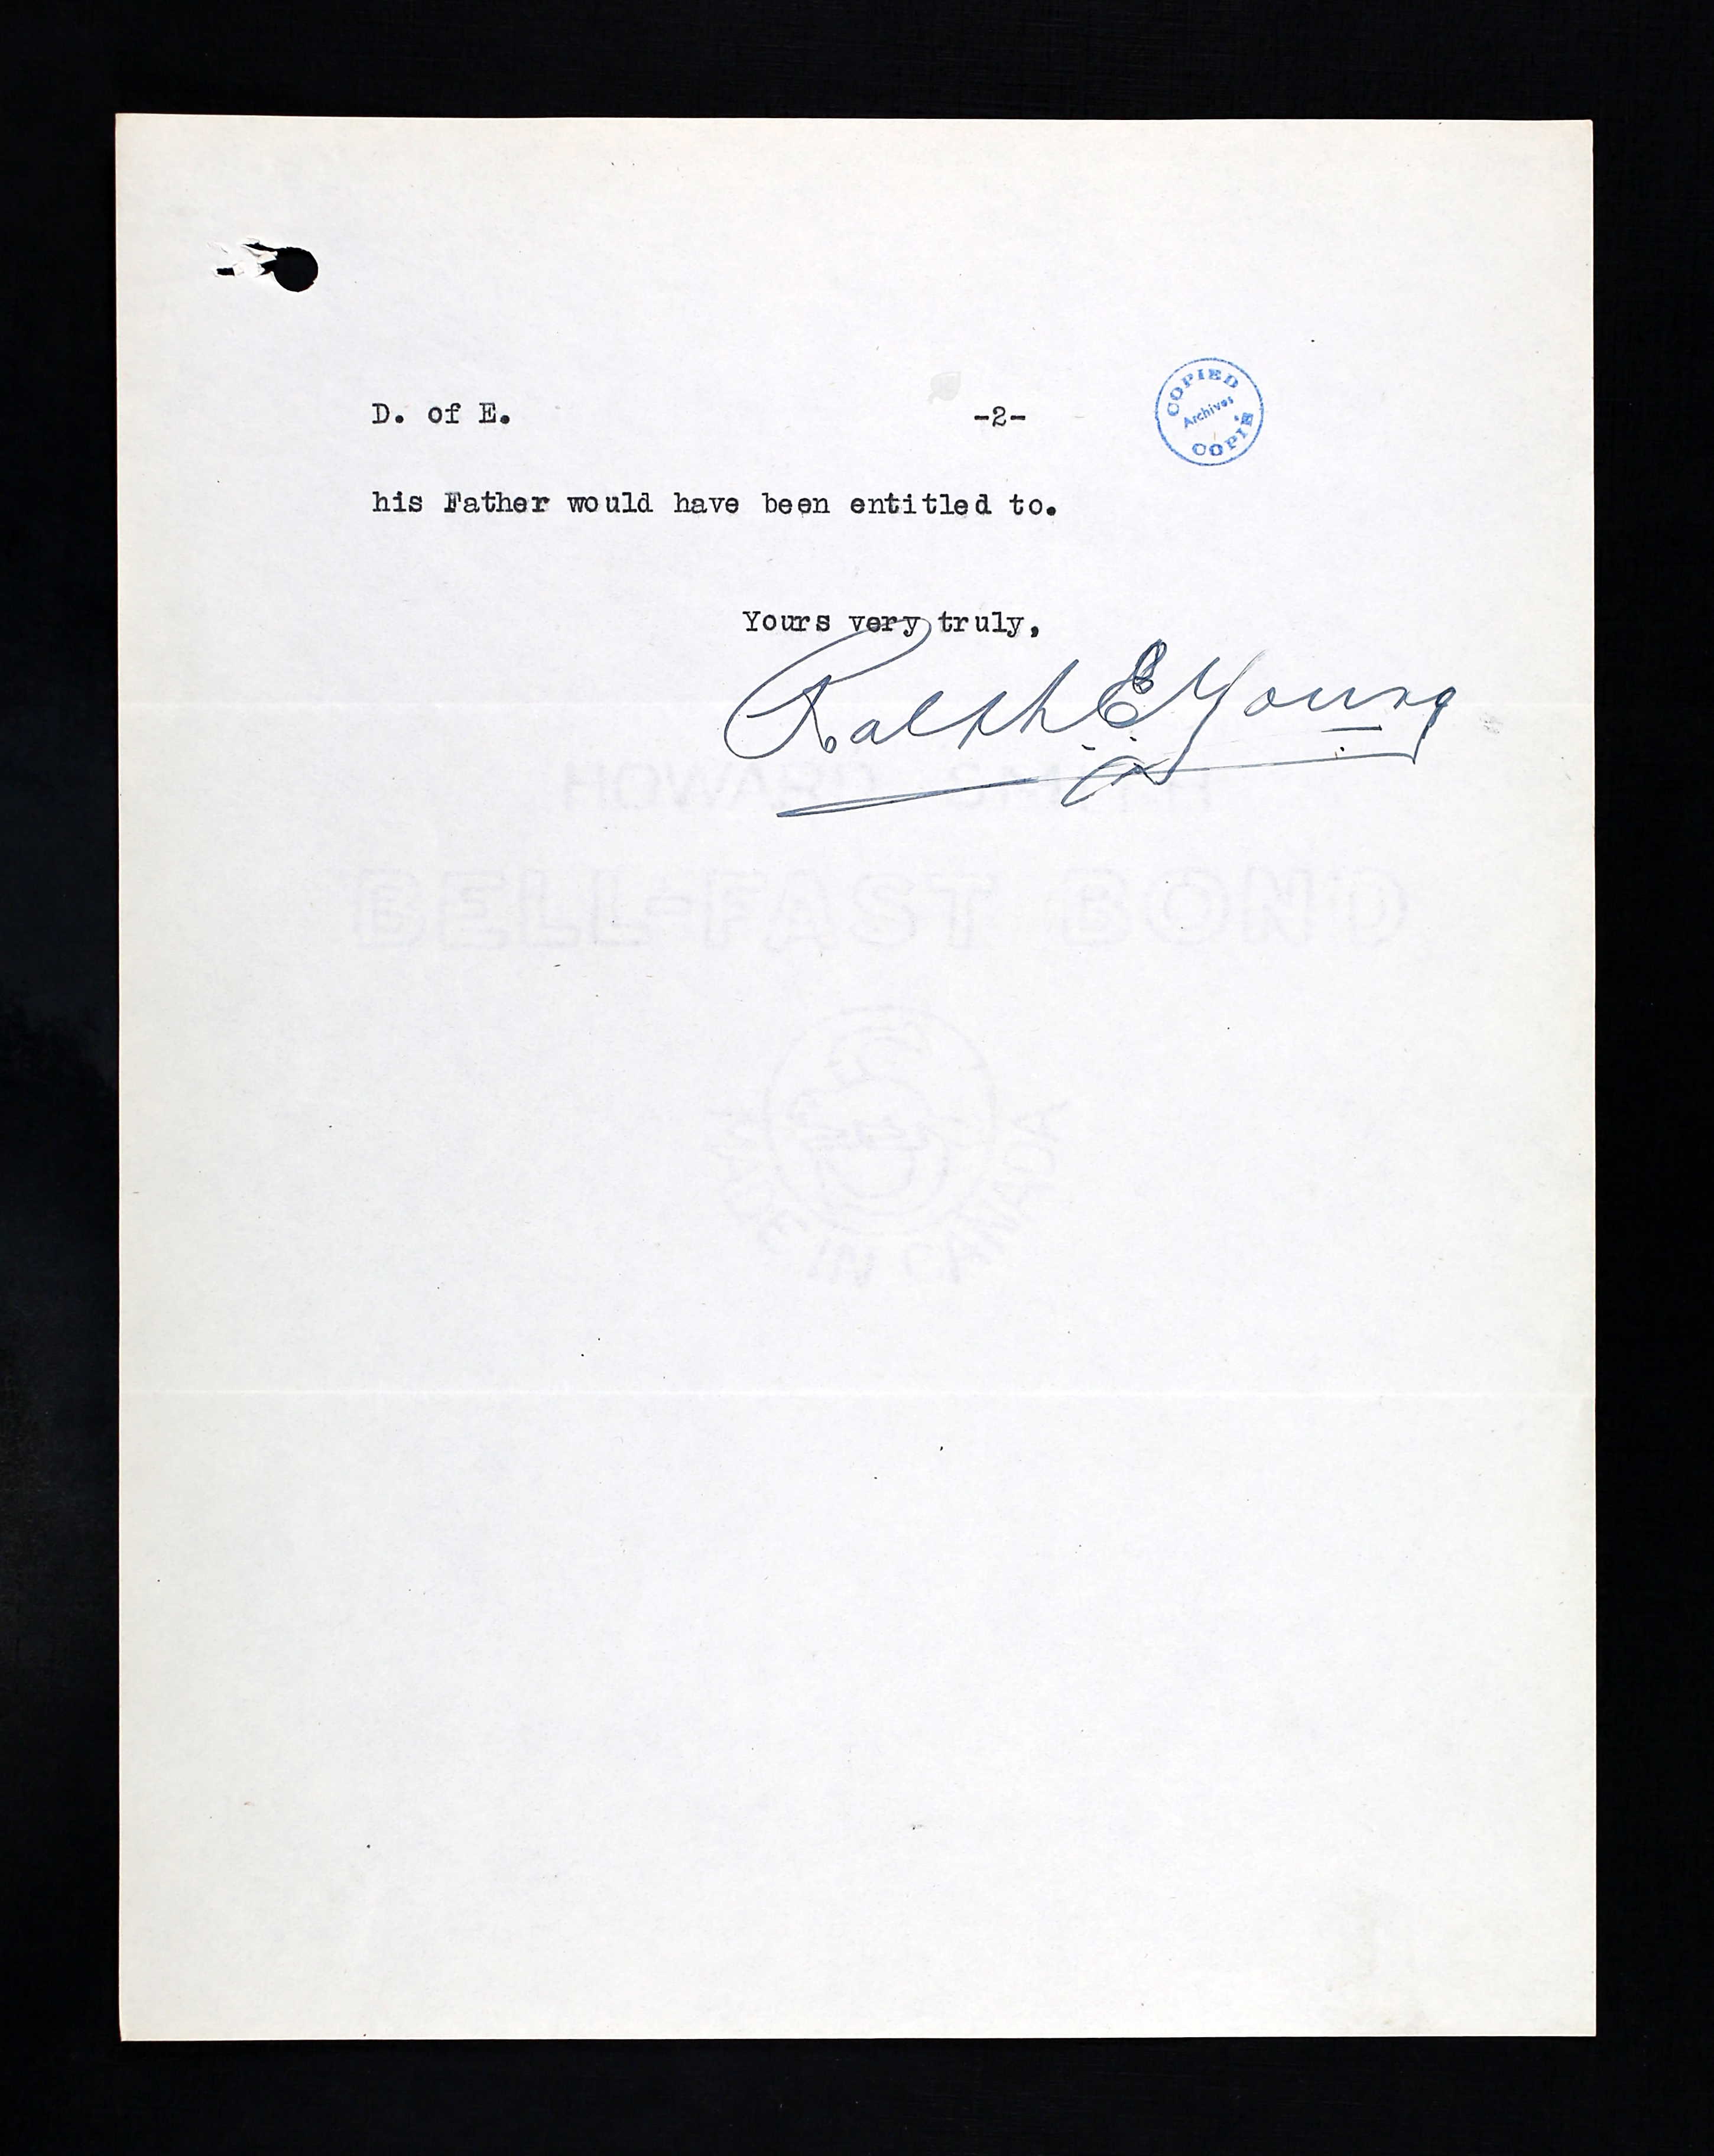 D. of E. -2-
COPIED
Archives
COPIE
his Father would have been entitled to.
Yours very truly,
Ralph E Young
HOWARD SMITH
BELL-FAST BOND
MADE IN CANADA